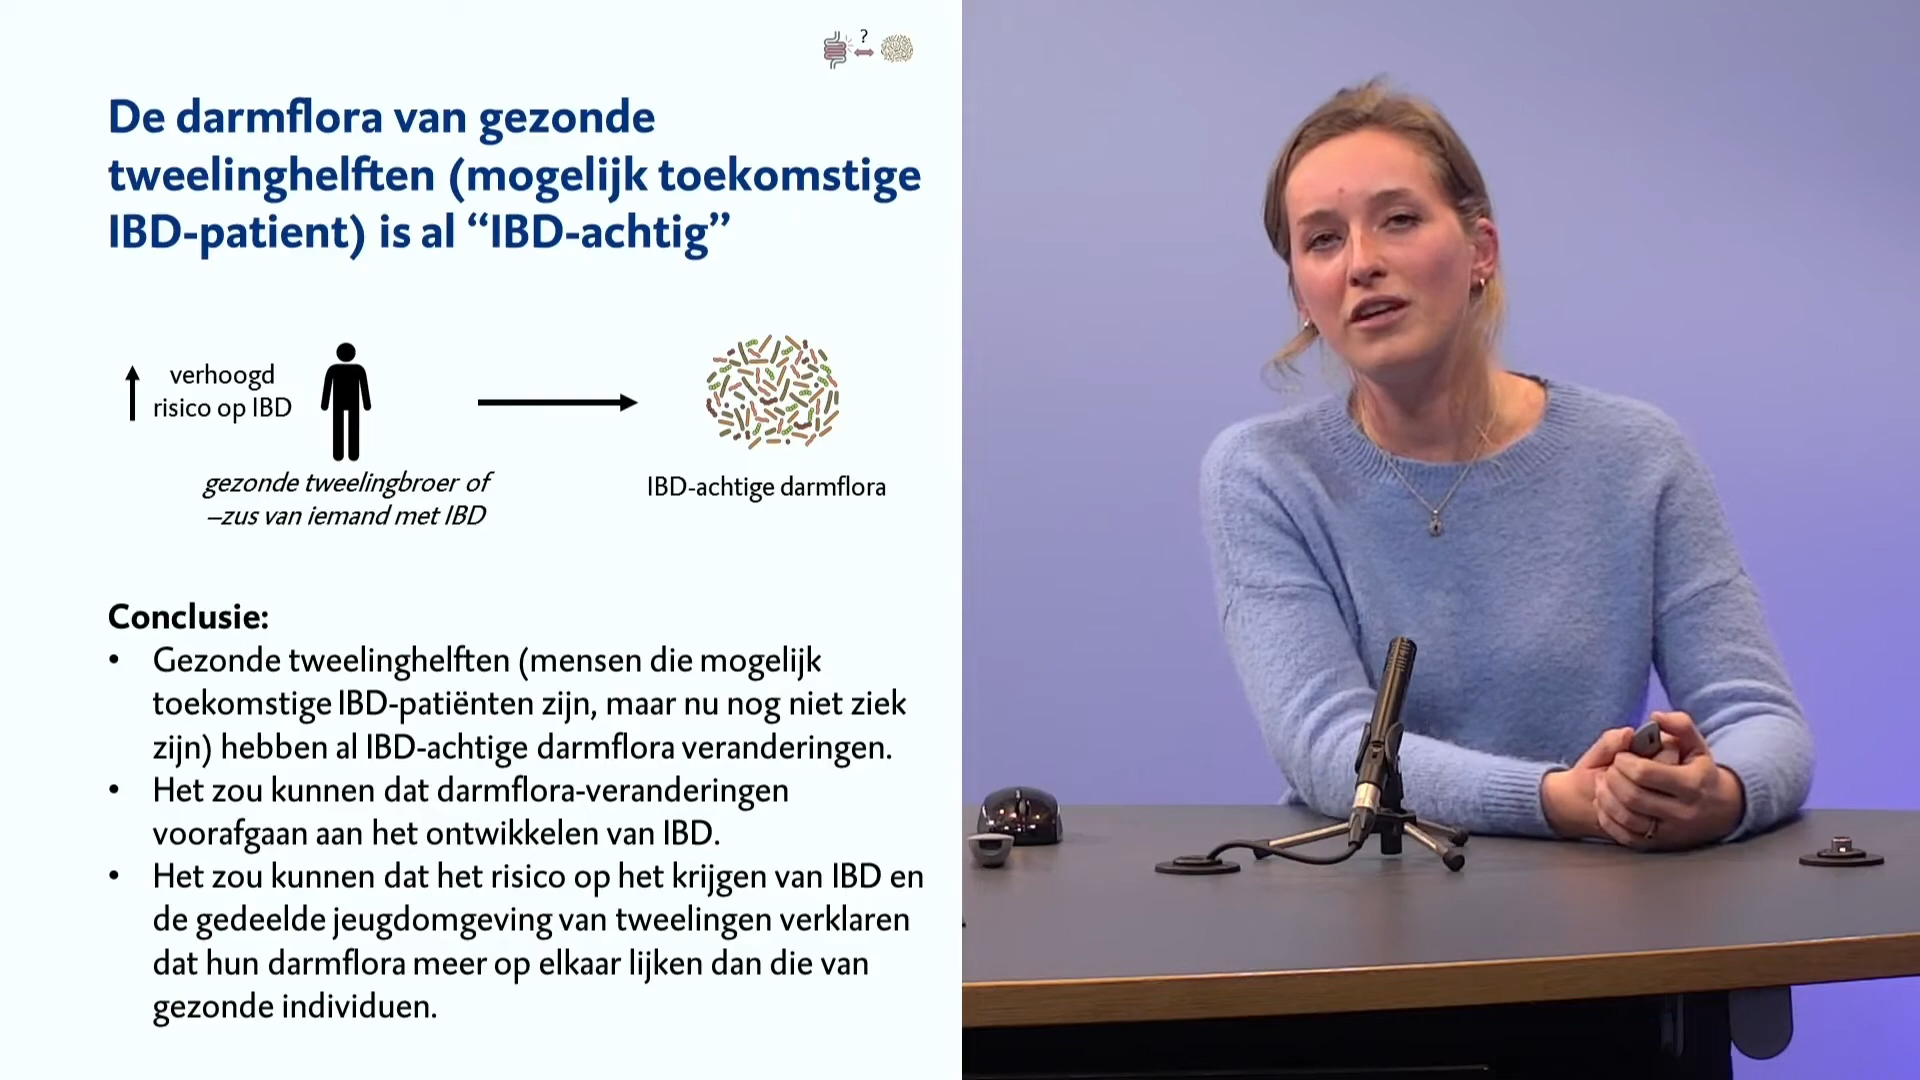 ?
De darmflora van gezonde
tweelinghelften (mogelijk toekomstige
IBD-patient) is al “IBD-achtig”
verhoogd
risico op IBD
gezonde tweelingbroer of
–zus van iemand met IBD
IBD-achtige darmflora
Conclusie:
• Gezonde tweelinghelften (mensen die mogelijk
toekomstige IBD-patiënten zijn, maar nu nog niet ziek
zijn) hebben al IBD-achtige darmflora veranderingen.
• Het zou kunnen dat darmflora-veranderingen
voorafgaan aan het ontwikkelen van IBD.
• Het zou kunnen dat het risico op het krijgen van IBD en
de gedeelde jeugdomgeving van tweelingen verklaren
dat hun darmflora meer op elkaar lijken dan die van
gezonde individuen.